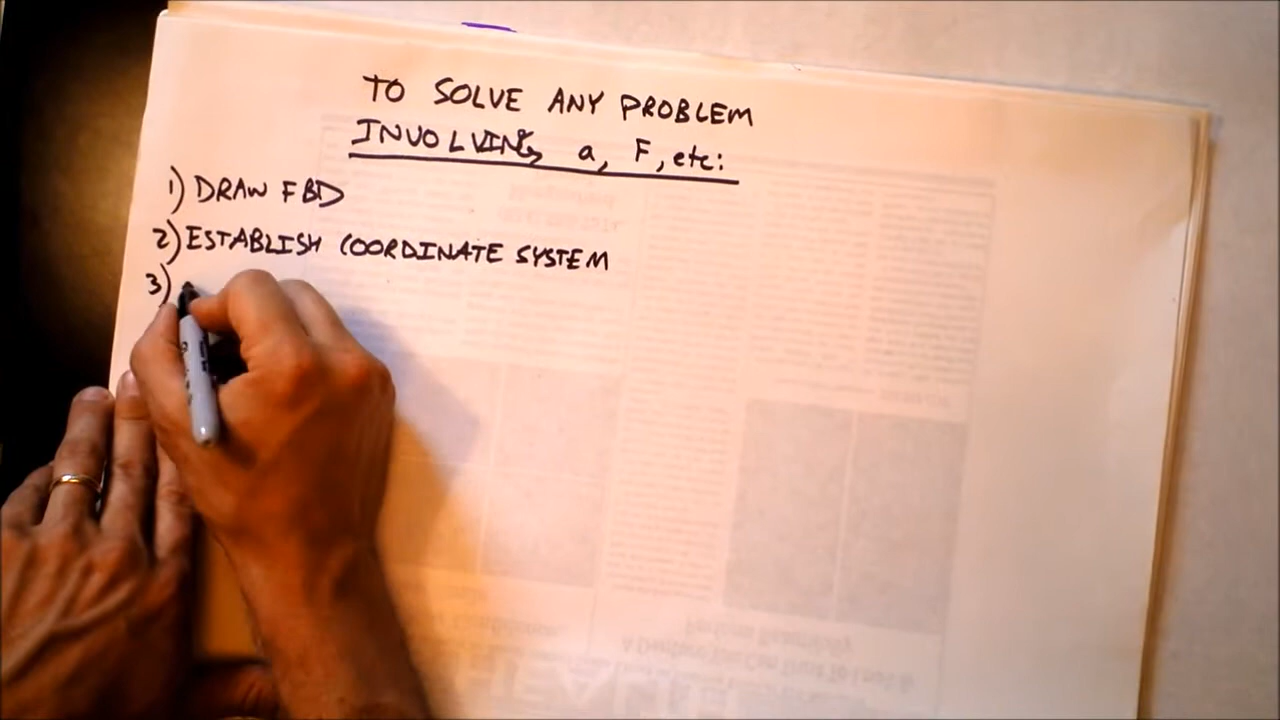 TO SOLVE ANY PROBLEM
INVOLVING a, F, etc:
1) DRAW FBD
2) ESTABLISH COORDINATE SYSTEM
3)